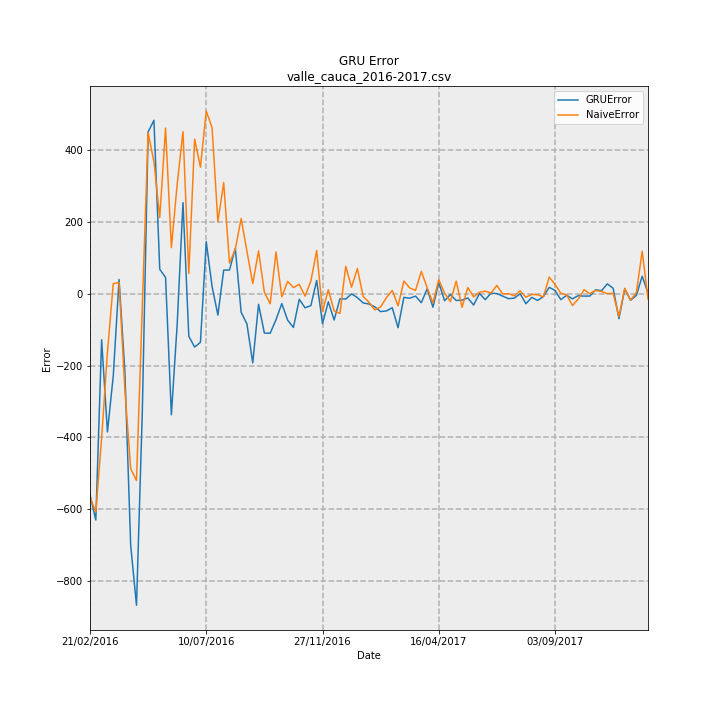 GRU Error
valle_cauca_2016-2017.csv
GRUError
NaiveError
400
200
0
−200
−400
−600
−800
Error
21/02/2016
10/07/2016
27/11/2016
16/04/2017
03/09/2017
Date